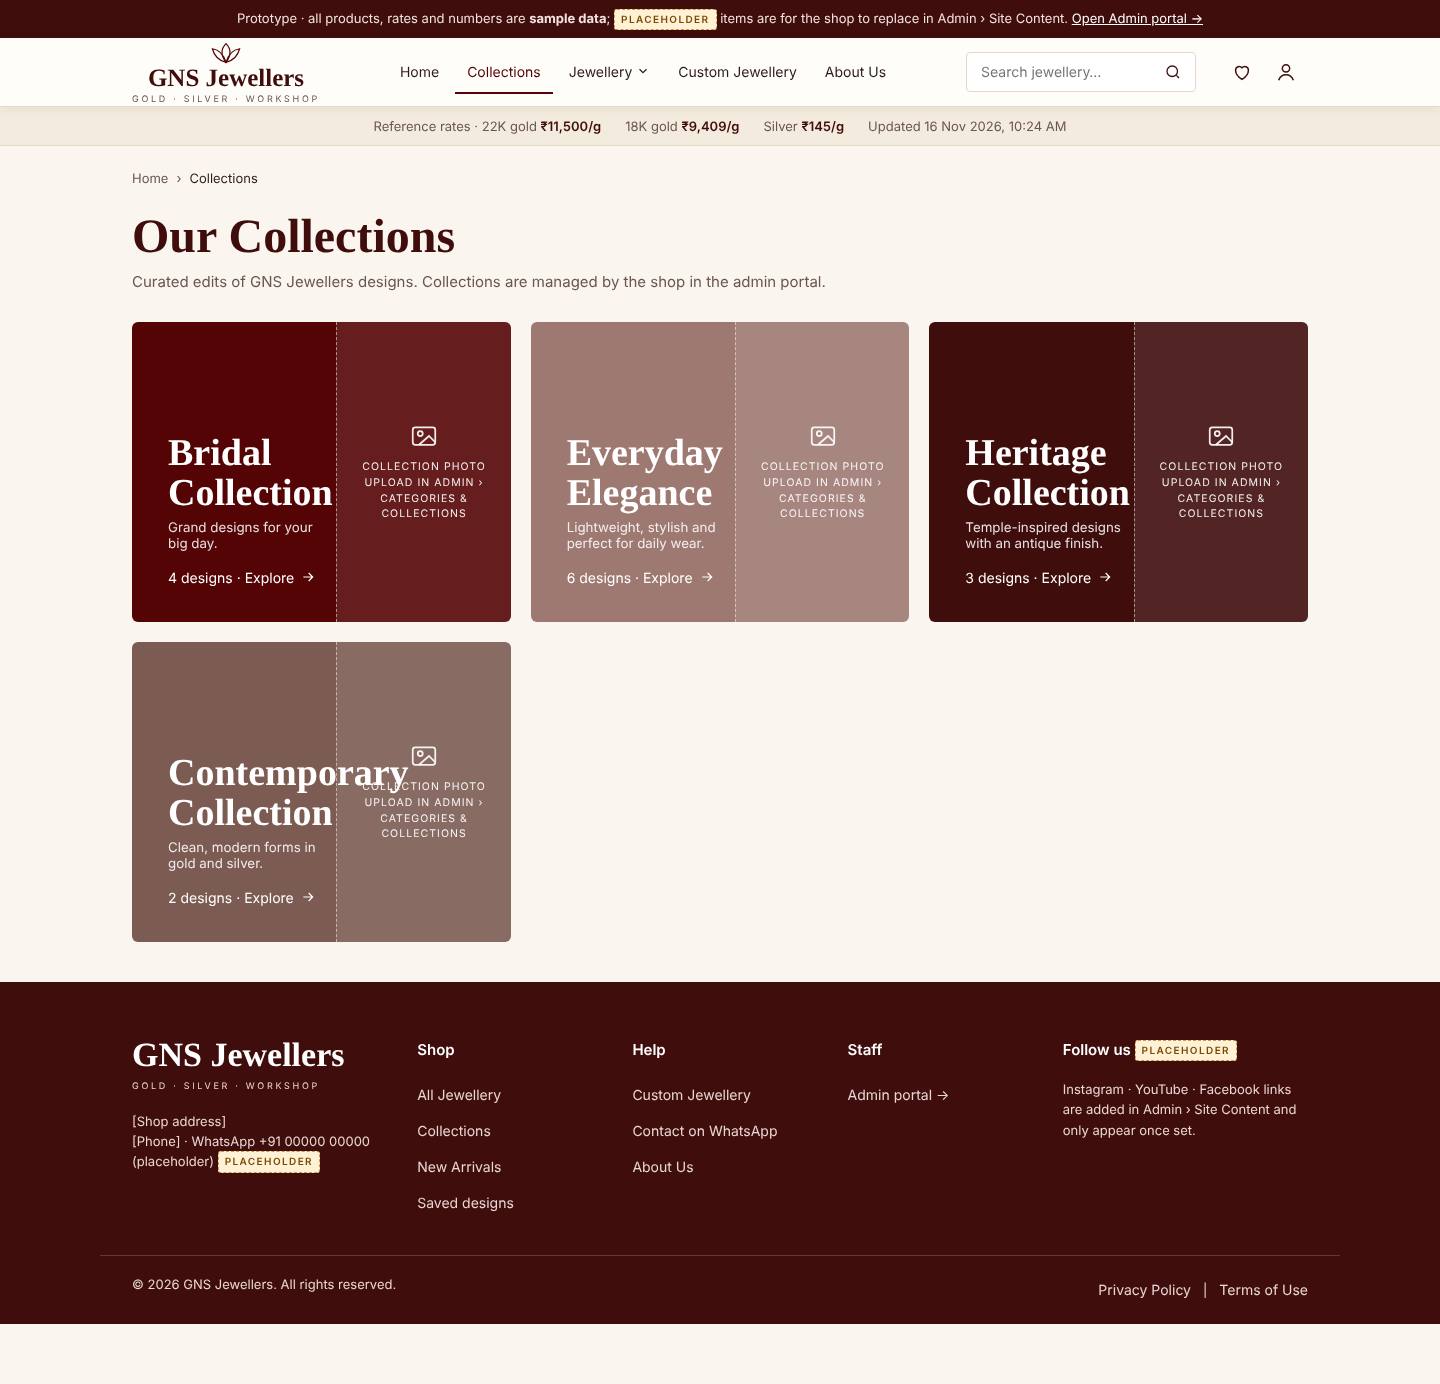 Prototype · all products, rates and numbers are sample data; PLACEHOLDER items are for the shop to replace in Admin › Site Content. Open Admin portal →
GNS Jewellers
GOLD · SILVER · WORKSHOP
Home
Collections
Jewellery
Custom Jewellery
About Us
Search jewellery...
Reference rates · 22K gold ₹11,500/g
18K gold ₹9,409/g
Silver ₹145/g
Updated 16 Nov 2026, 10:24 AM
Home › Collections
Our Collections
Curated edits of GNS Jewellers designs. Collections are managed by the shop in the admin portal.
Bridal
Collection
Grand designs for your
big day.
4 designs · Explore →
COLLECTION PHOTO
UPLOAD IN ADMIN ›
CATEGORIES &
COLLECTIONS
Everyday
Elegance
Lightweight, stylish and
perfect for daily wear.
6 designs · Explore →
COLLECTION PHOTO
UPLOAD IN ADMIN ›
CATEGORIES &
COLLECTIONS
Heritage
Collection
Temple-inspired designs
with an antique finish.
3 designs · Explore →
COLLECTION PHOTO
UPLOAD IN ADMIN ›
CATEGORIES &
COLLECTIONS
Contemporary
Collection
Clean, modern forms in
gold and silver.
2 designs · Explore →
COLLECTION PHOTO
UPLOAD IN ADMIN ›
CATEGORIES &
COLLECTIONS
GNS Jewellers
GOLD · SILVER · WORKSHOP
[Shop address]
[Phone] · WhatsApp +91 00000 00000
(placeholder) PLACEHOLDER
Shop
All Jewellery
Collections
New Arrivals
Saved designs
Help
Custom Jewellery
Contact on WhatsApp
About Us
Staff
Admin portal →
Follow us PLACEHOLDER
Instagram · YouTube · Facebook links
are added in Admin › Site Content and
only appear once set.
© 2026 GNS Jewellers. All rights reserved.
Privacy Policy | Terms of Use